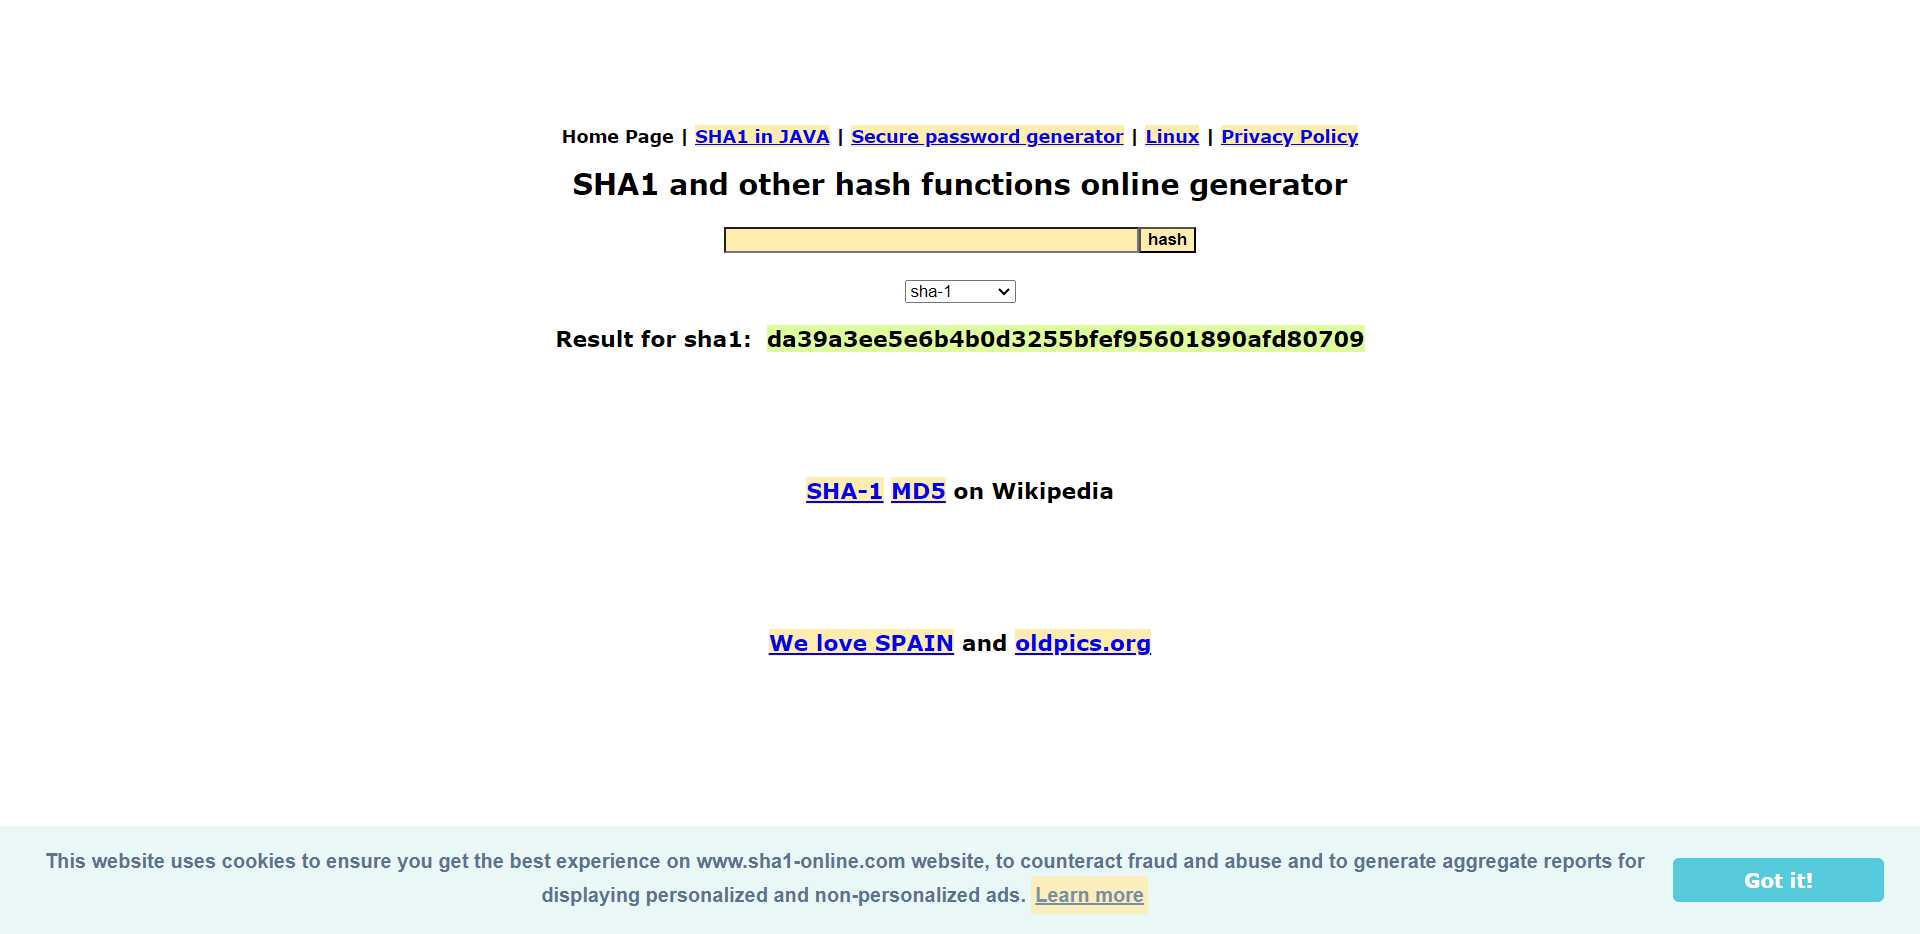 Home Page | SHA1 in JAVA | Secure password generator | Linux | Privacy Policy
SHA1 and other hash functions online generator
hash
sha-1
Result for sha1: da39a3ee5e6b4b0d3255bfef95601890afd80709
SHA-1 MD5 on Wikipedia
We love SPAIN and oldpics.org
This website uses cookies to ensure you get the best experience on www.sha1-online.com website, to counteract fraud and abuse and to generate aggregate reports for
displaying personalized and non-personalized ads. Learn more
Got it!